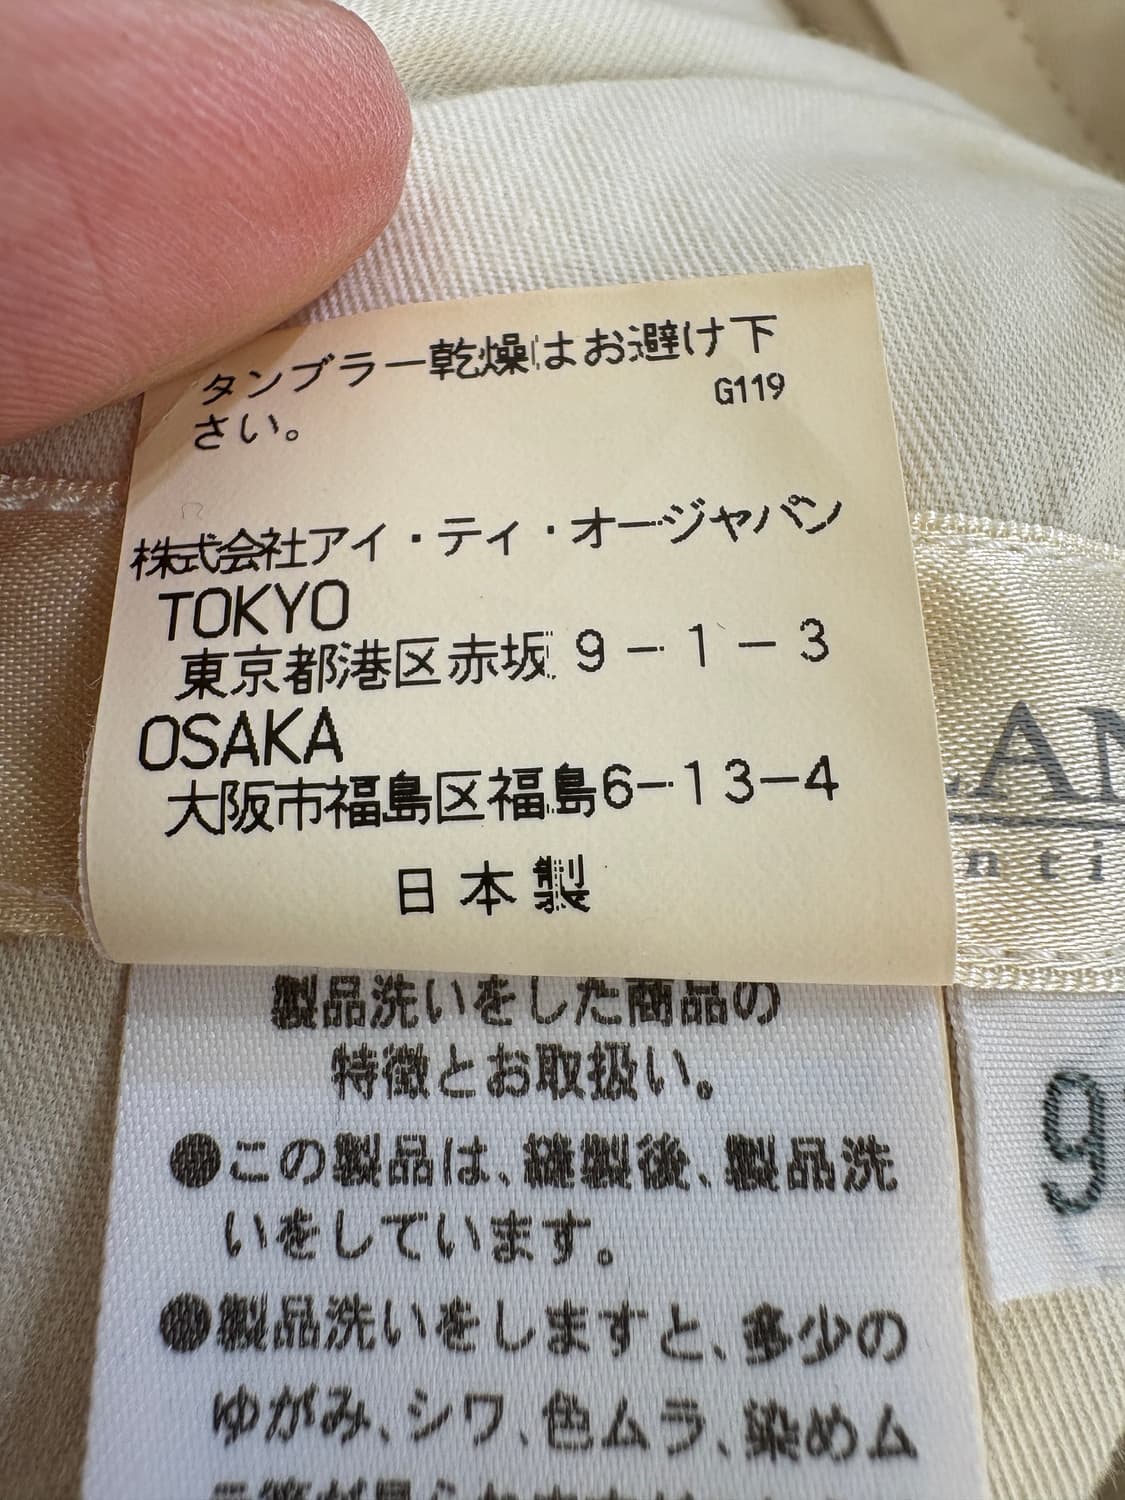 タンブラー乾燥はお避け下
さい。
G119
株式会社アイ・ティ・オージャパン
TOKYO
東京都港区赤坂 9-1-3
OSAKA
大阪市福島区福島6-13-4
日本製
製品洗いをした商品の
特徴とお取扱い。
●この製品は、縫製後、製品洗
いをしています。
●製品洗いをしますと、多少の
ゆがみ、シワ、色ムラ、染めム
LAN
nti
9